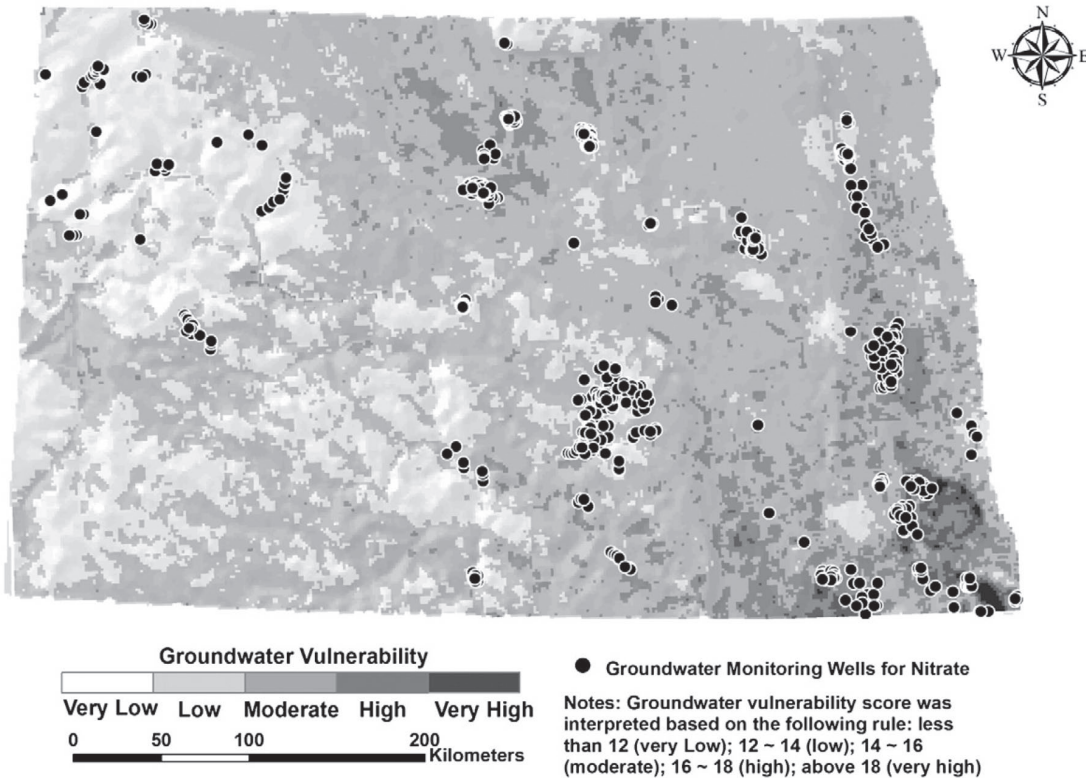 N
W E
S
Groundwater Vulnerability
Very Low Low Moderate High Very High
0 50 100 200
Kilometers
Groundwater Monitoring Wells for Nitrate
Notes: Groundwater vulnerability score was
interpreted based on the following rule: less
than 12 (very Low); 12 ~ 14 (low); 14 ~ 16
(moderate); 16 ~ 18 (high); above 18 (very high)